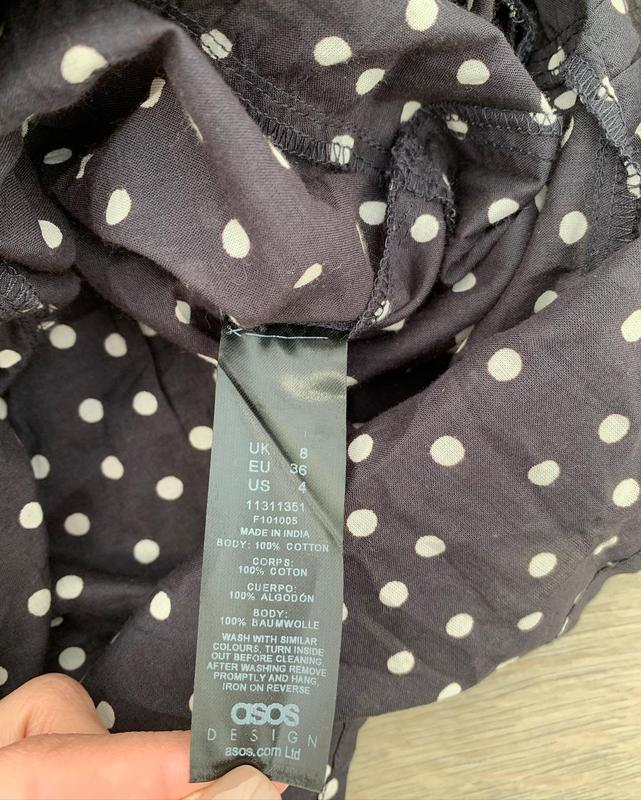 UK 8
EU 36
US 4
11311351
F101005
MADE IN INDIA
BODY: 100% COTTON
CORPS:
100% COTON
CUERPO:
100% ALGODÓN
BODY:
100% BAUMWOLLE
WASH WITH SIMILAR
COLOURS, TURN INSIDE
OUT BEFORE CLEANING
AFTER WASHING REMOVE
PROMPTLY AND HANG,
IRON ON REVERSE
asos
DESIGN
asos.com Ltd